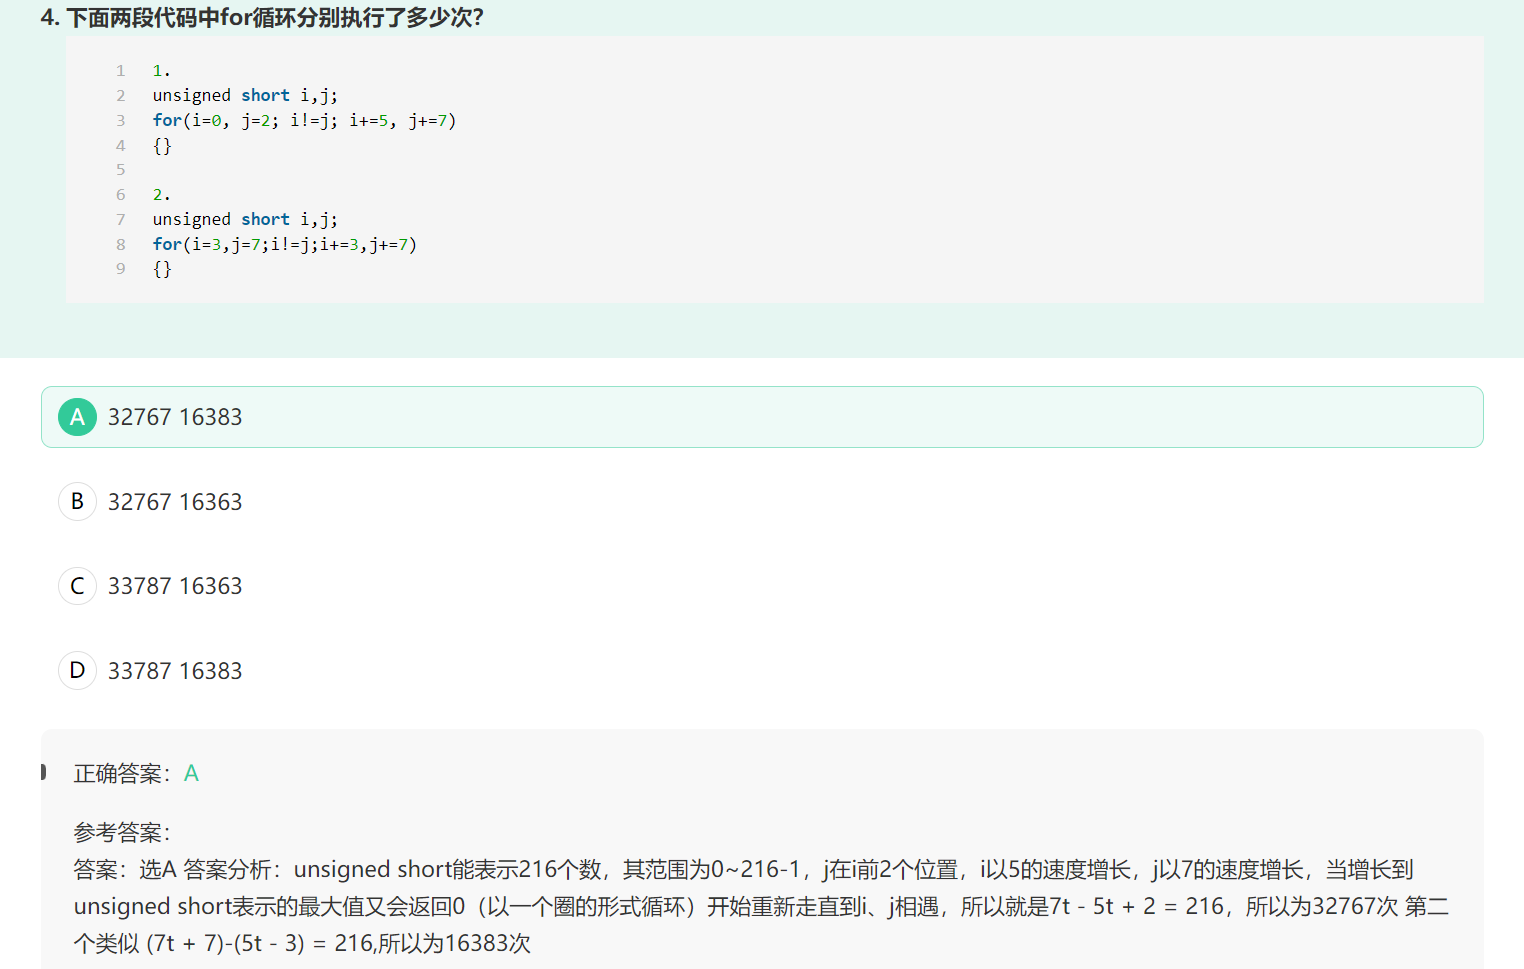 4. 下面两段代码中for循环分别执行了多少次?
1 1.
2 unsigned short i,j;
3 for(i=0, j=2; i!=j; i+=5, j+=7)
4 {}
5
6 2.
7 unsigned short i,j;
8 for(i=3,j=7;i!=j;i+=3,j+=7)
9 {}
A 32767 16383
B 32767 16363
C 33787 16363
D 33787 16383
正确答案：A
参考答案：
答案：选A 答案分析：unsigned short能表示216个数，其范围为0~216-1，j在i前2个位置，i以5的速度增长，j以7的速度增长，当增长到
unsigned short表示的最大值又会返回0（以一个圈的形式循环）开始重新走直到i、j相遇，所以就是7t - 5t + 2 = 216，所以为32767次 第二
个类似 (7t + 7)-(5t - 3) = 216,所以为16383次